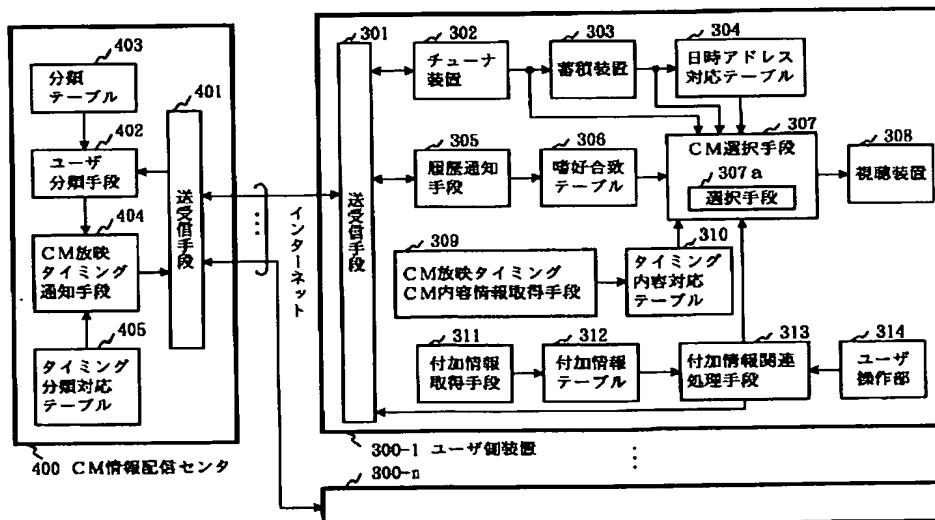 403
分類
テーブル
401
402
ユーザ
分類手段
404
CM放映
タイミング
通知手段
405
タイミング
分類対応
テーブル
送受信手段
400 CM情報配信センタ
インターネット
301
送受信手段
302
チューナ
装置
303
蓄積装置
304
日時アドレス
対応テーブル
305
履歴通知
手段
306
嗜好合致
テーブル
307
CM選択手段
307a
選択手段
308
視聴装置
309
CM放映タイミング
CM内容情報取得手段
310
タイミング
内容対応
テーブル
311
付加情報
取得手段
312
付加情報
テーブル
313
付加情報関連
処理手段
314
ユーザ
操作部
300-1 ユーザ側装置
300-n